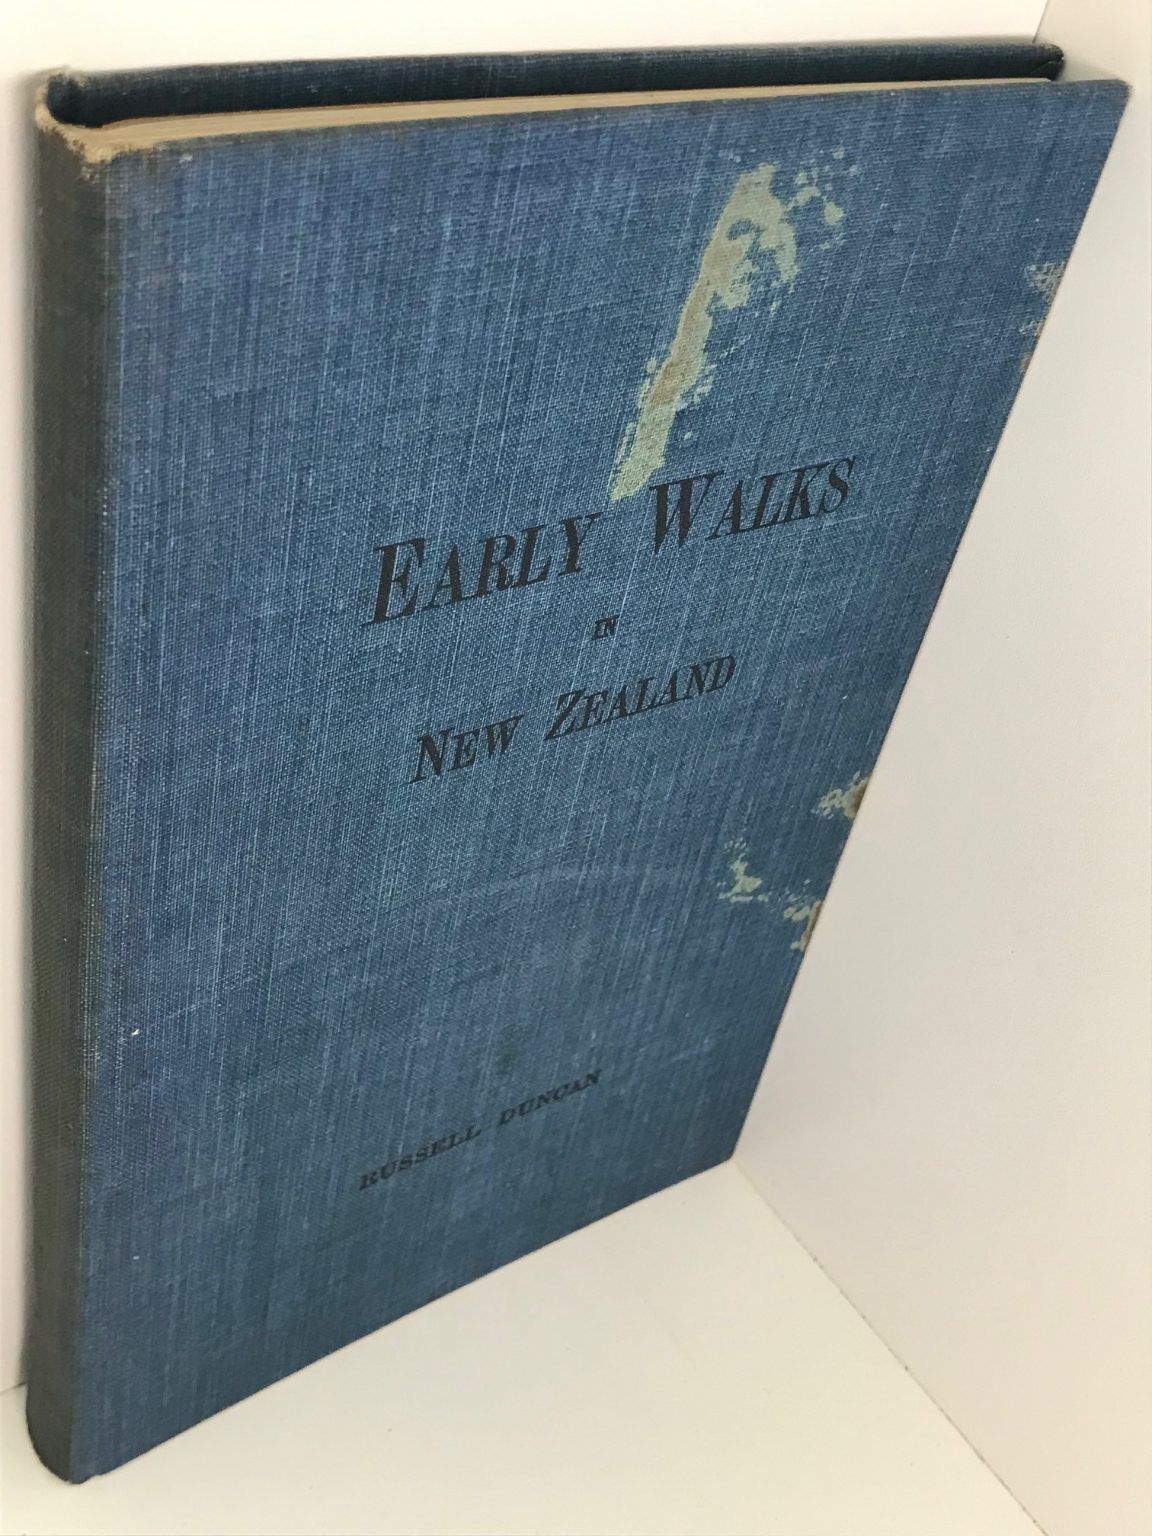 EARLY WALKS
IN
NEW ZEALAND
RUSSELL DUNCAN